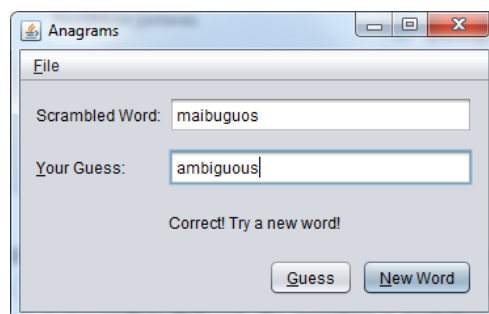 Anagrams
File
Scrambled Word: maibuguos
Your Guess: ambiguous
Correct! Try a new word!
Guess New Word